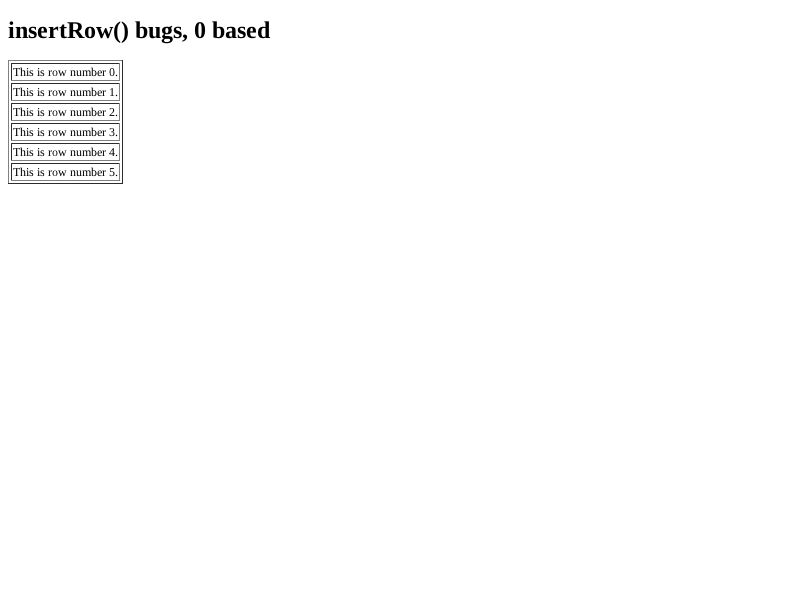 insertRow() bugs, 0 based
This is row number 0.
This is row number 1.
This is row number 2.
This is row number 3.
This is row number 4.
This is row number 5.